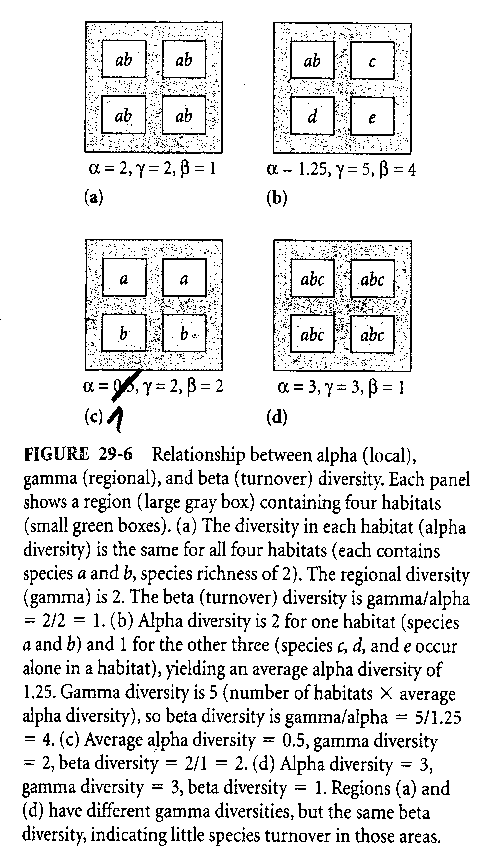 ab ab
ab ab
ab c
d e
α = 2, γ = 2, β = 1
α - 1.25, γ = 5, β = 4
(a)
(b)
a a
b b
abc abc
abc abc
α = 0.5, γ = 2, β = 2
α = 3, γ = 3, β = 1
(c) 1
(d)
FIGURE 29-6 Relationship between alpha (local),
gamma (regional), and beta (turnover) diversity. Each panel
shows a region (large gray box) containing four habitats
(small green boxes). (a) The diversity in each habitat (alpha
diversity) is the same for all four habitats (each contains
species a and b, species richness of 2). The regional diversity
(gamma) is 2. The beta (turnover) diversity is gamma/alpha
= 2/2 = 1. (b) Alpha diversity is 2 for one habitat (species
a and b) and 1 for the other three (species c, d, and e occur
alone in a habitat), yielding an average alpha diversity of
1.25. Gamma diversity is 5 (number of habitats × average
alpha diversity), so beta diversity is gamma/alpha = 5/1.25
= 4. (c) Average alpha diversity = 0.5, gamma diversity
= 2, beta diversity = 2/1 = 2. (d) Alpha diversity = 3,
gamma diversity = 3, beta diversity = 1. Regions (a) and
(d) have different gamma diversities, but the same beta
diversity, indicating little species turnover in those areas.